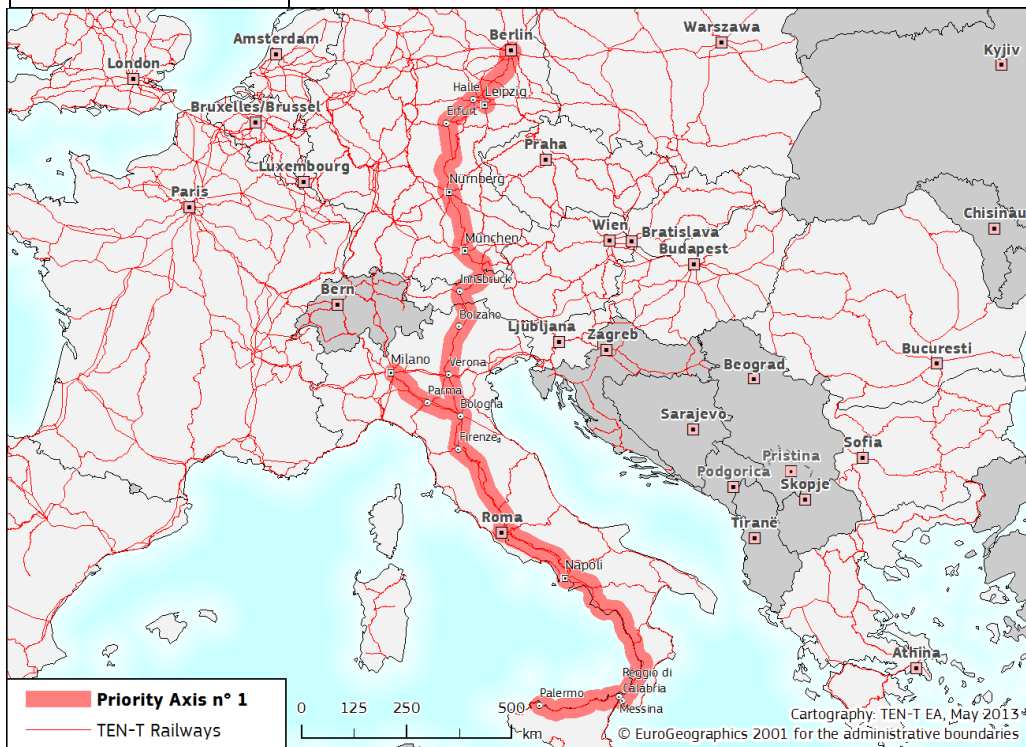 Berlin
Warszawa
Amsterdam
Kyjiv
London
Halle
Leipzig
Bruxelles/Brussel
Erfurt
Praha
Luxembourg
Nürnberg
Paris
Chisinau
Wien
Bratislava
München
Budapest
Innsbruck
Bern
Bolzano
Ljubljana
Zagreb
Bucuresti
Milano
Verona
Beograd
Parma
Bologna
Sarajevo
Firenze
Sofia
Pristina
Podgorica
Skopje
Roma
Tiranë
Napoli
Athina
Reggio di
Calabria
Palermo
Messina
Priority Axis n° 1
TEN-T Railways
0 125 250 500
km
Cartography: TEN-T EA, May 2013
© EuroGeographics 2001 for the administrative boundaries